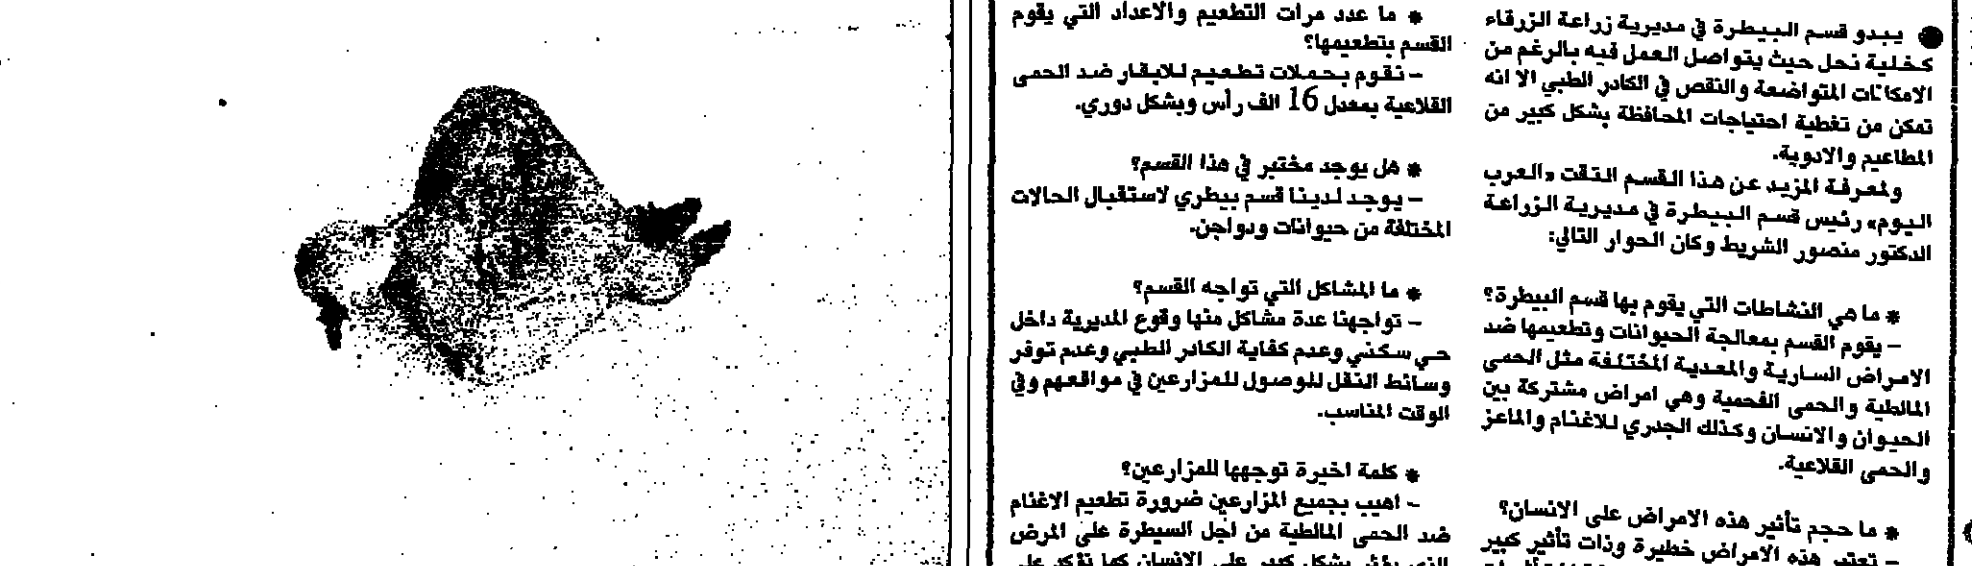 ● يبدو قسم البيطرة في مديرية زراعة الزرقاء
كخلية نحل حيث يتواصل العمل فيه بالرغم من
الامكانات المتواضعة والنقص في الكادر الطبي الا انه
تمكن من تغطية احتياجات المحافظة بشكل كبير من
المطاعيم والادوية.
ولمعرفة المزيد عن هذا القسم التقت «العرب
اليوم» رئيس قسم البيطرة في مديرية الزراعة
الدكتور منصور الشريط وكان الحوار التالي:
* ما هي النشاطات التي يقوم بها قسم البيطرة؟
- يقوم القسم بمعالجة الحيوانات وتطعيمها ضد
الامراض السارية والمعدية المختلفة مثل الحمى
المالطية والحمى الفحمية وهي امراض مشتركة بين
الحيوان والانسان وكذلك الجدري للاغنام والماعز
والحمى القلاعية.
* ما حجم تأثير هذه الامراض على الانسان؟
- تعتبر هذه الامراض خطيرة وذات تأثير كبير
* ما عدد مرات التطعيم والاعداد التي يقوم
القسم بتطعيمها؟
- نقوم بحملات تطعيم للابقار ضد الحمى
القلاعية بمعدل 16 الف رأس وبشكل دوري.
* هل يوجد مختبر في هذا القسم؟
- يوجد لدينا قسم بيطري لاستقبال الحالات
المختلفة من حيوانات ودواجن.
* ما المشاكل التي تواجه القسم؟
- تواجهنا عدة مشاكل منها وقوع المديرية داخل
حي سكني وعدم كفاية الكادر الطبي وعدم توفر
وسائط النقل للوصول للمزارعين في مواقعهم وفي
الوقت المناسب.
* كلمة اخيرة توجهها للمزارعين؟
- اهيب بجميع المزارعين ضرورة تطعيم الاغنام
ضد الحمى المالطية من اجل السيطرة على المرض
الذي يؤثر بشكل كبير على الانسان كما نؤكد على